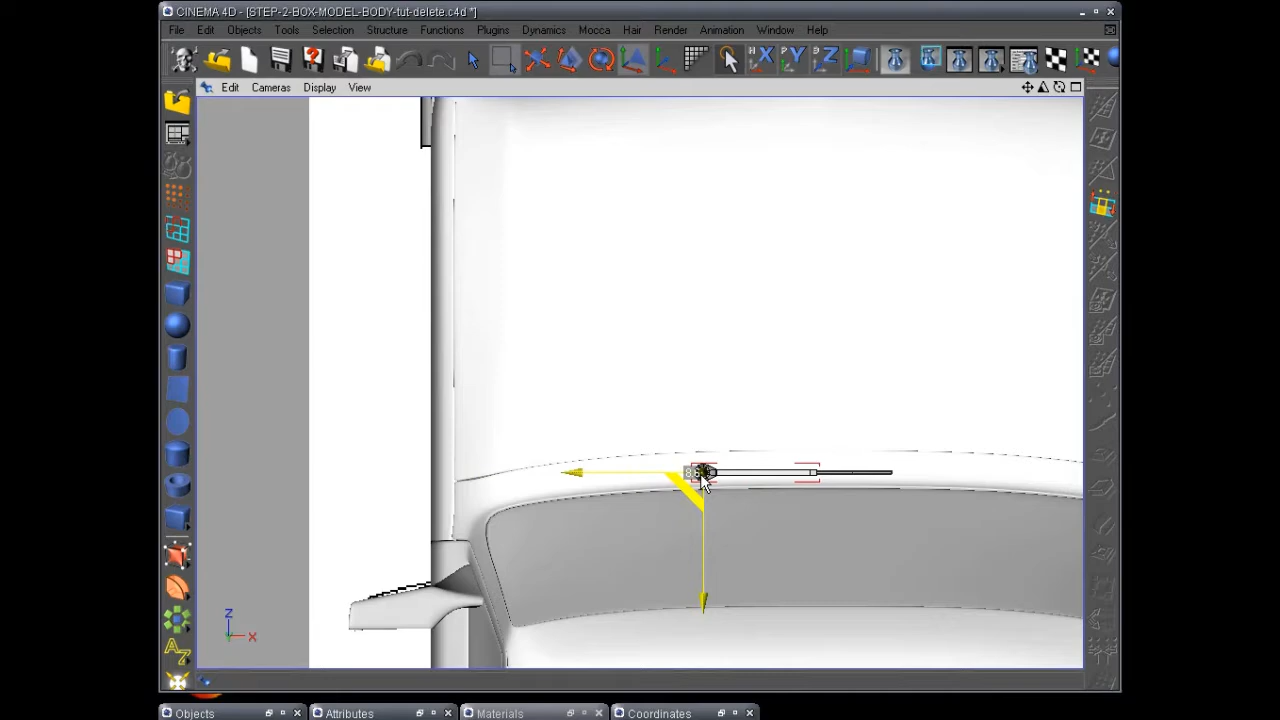 CINEMA 4D - [STEP-2-BOX-MODEL-BODY-tut-delete.c4d *]
File Edit Objects Tools Selection Structure Functions Plugins Dynamics Mocca Hair Render Animation Window Help
X Y Z
Edit Cameras Display View
Z
Y X
Objects Attributes Materials Coordinates